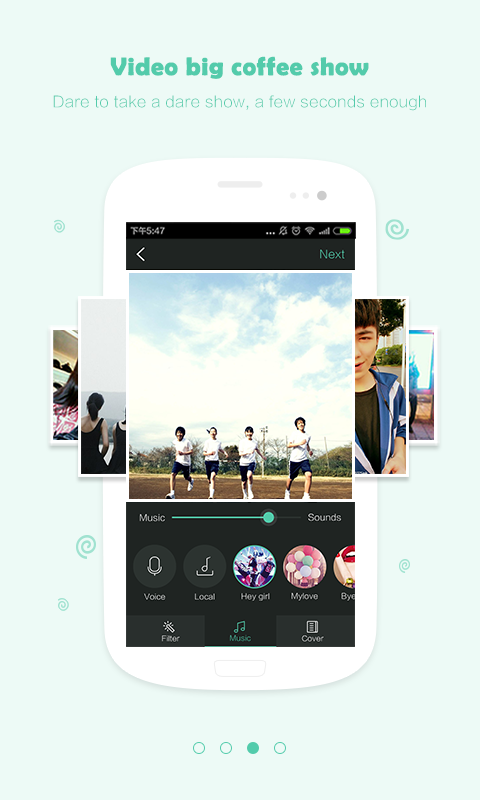 Video big coffee show
Dare to take a dare show, a few seconds enough
下午5:47
Next
Music
Sounds
Voice
Local
Hey girl
Mylove
Bye
Filter
Music
Cover